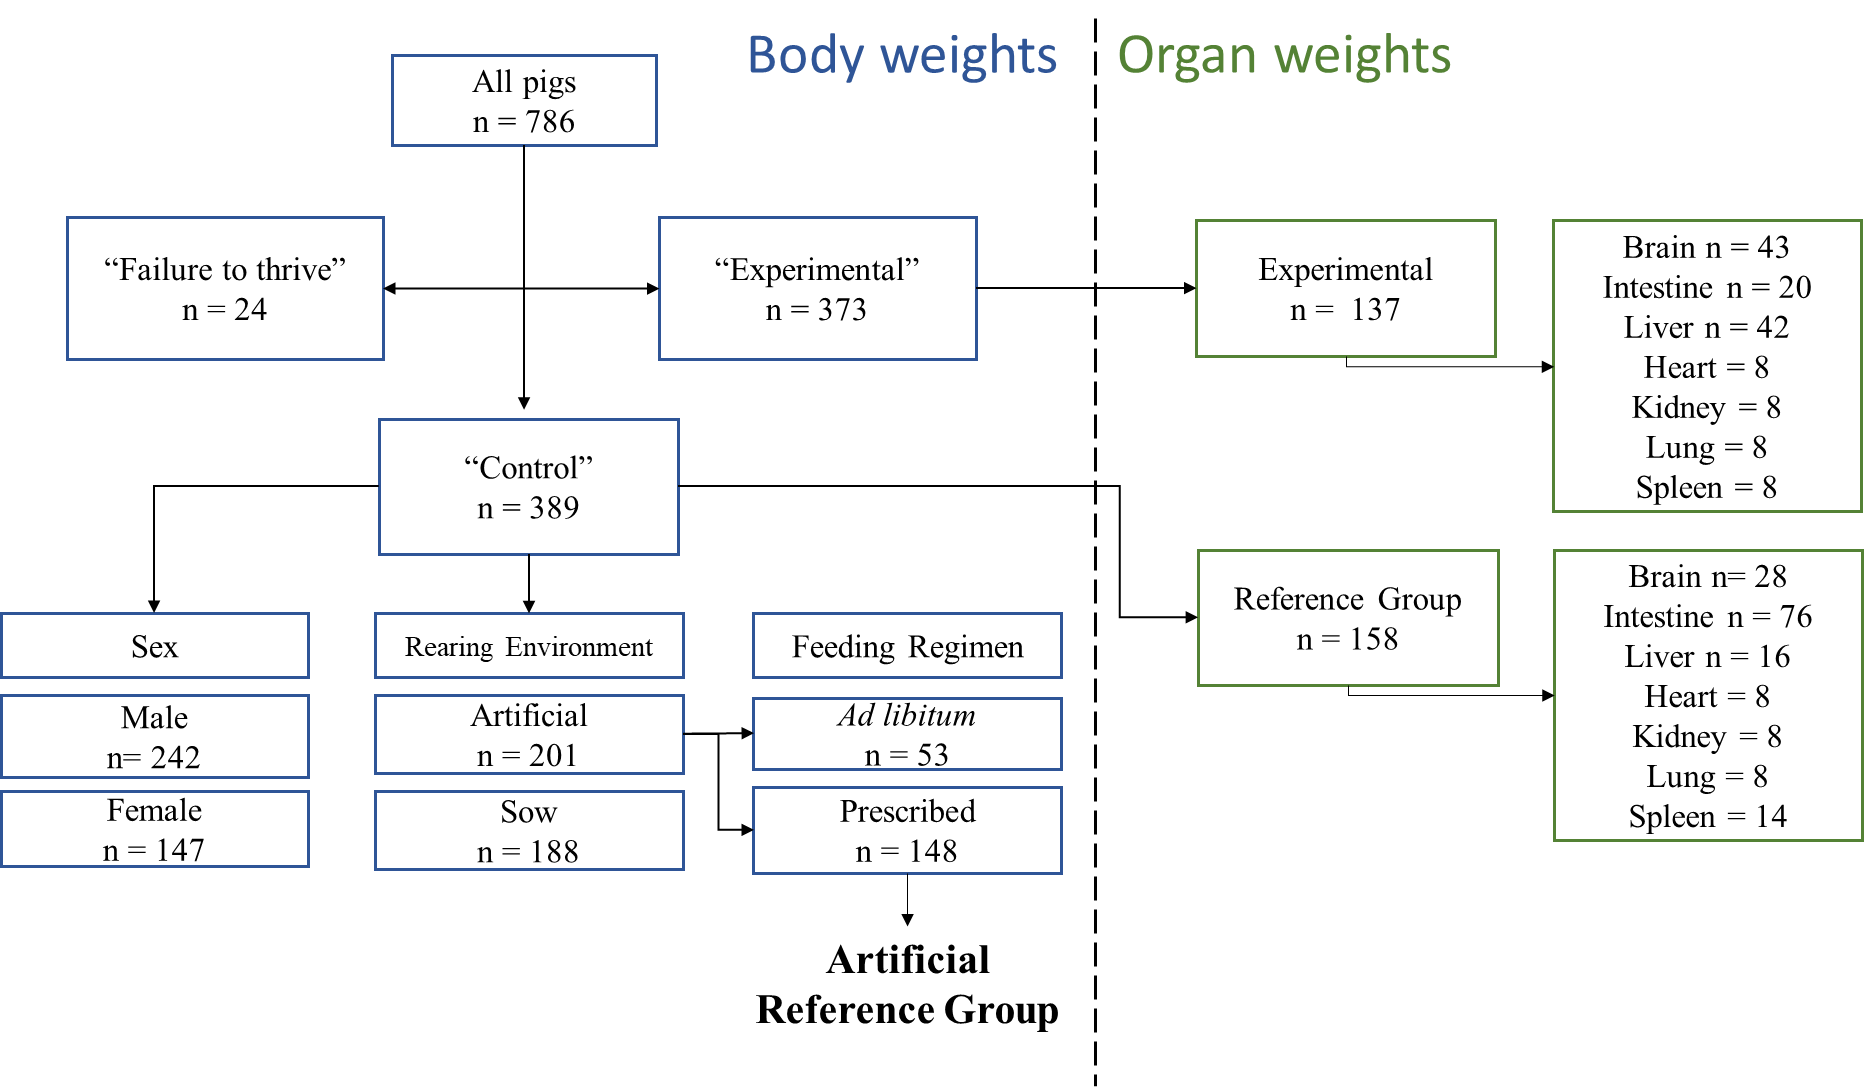 Body weights
Organ weights
All pigs
n = 786
“Failure to thrive”
n = 24
“Experimental”
n = 373
Experimental
n =  137
Brain n = 43
Intestine n = 20
Liver n = 42
Heart = 8
Kidney = 8
Lung = 8
Spleen = 8
“Control”
n = 389
Reference Group
n = 158
Brain n= 28
Intestine n = 76
Liver n = 16
Heart = 8
Kidney = 8
Lung = 8
Spleen = 14
Sex
Male
n= 242
Female
n = 147
Rearing Environment
Artificial
n = 201
Sow
n = 188
Feeding Regimen
Ad libitum
n = 53
Prescribed
n = 148
Artificial
Reference Group